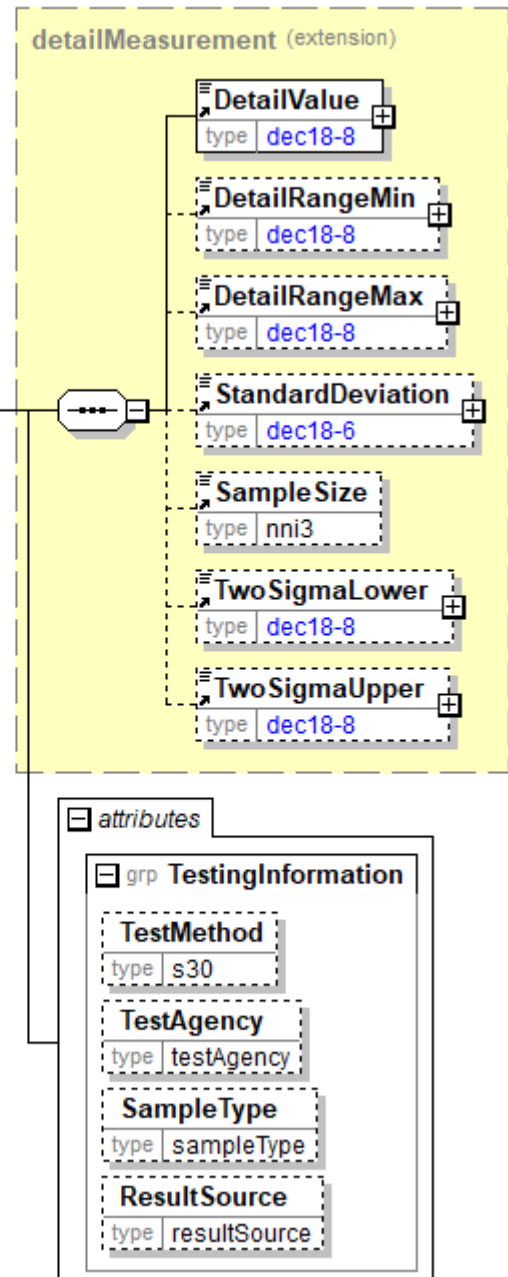 detailMeasurement (extension)
DetailValue
type dec18-8
DetailRangeMin
type dec18-8
DetailRangeMax
type dec18-8
StandardDeviation
type dec18-6
SampleSize
type nni3
TwoSigmaLower
type dec18-8
TwoSigmaUpper
type dec18-8
attributes
grp TestingInformation
TestMethod
type s30
TestAgency
type testAgency
SampleType
type sampleType
ResultSource
type resultSource